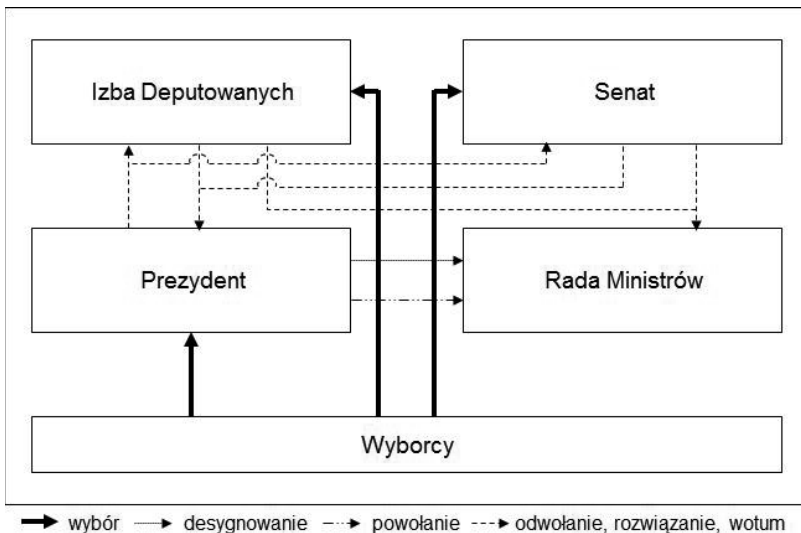 Izba Deputowanych
Senat
Prezydent
Rada Ministrów
Wyborcy
wybór desygnowanie powołanie odwołanie, rozwiązanie, wotum